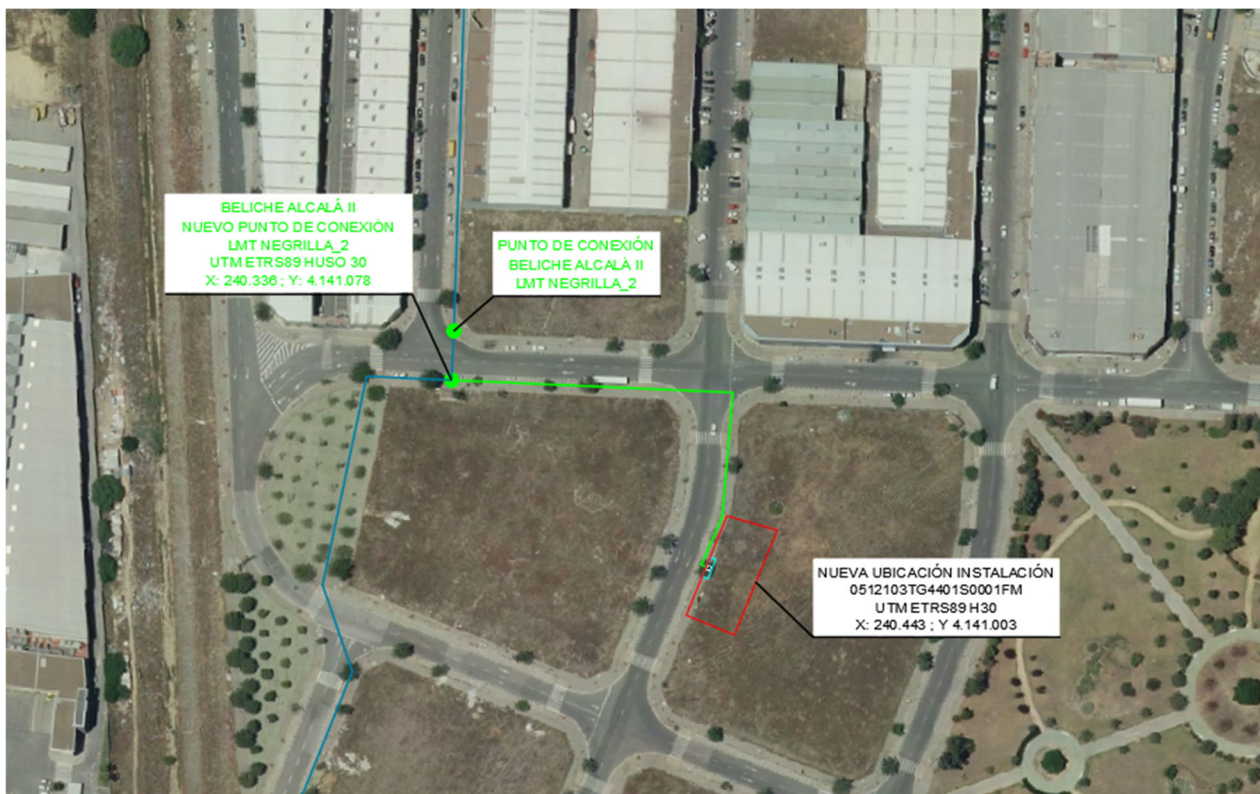 BELICHE ALCALÁ II
NUEVO PUNTO DE CONEXIÓN
LMT NEGRILLA_2
UTM ETRS89 HUSO 30
X: 240.336 ; Y: 4.141.078
PUNTO DE CONEXIÓN
BELICHE ALCALÁ II
LMT NEGRILLA_2
NUEVA UBICACIÓN INSTALACIÓN
0512103TG4401S0001FM
UTM ETRS89 H30
X: 240.443 ; Y 4.141.003